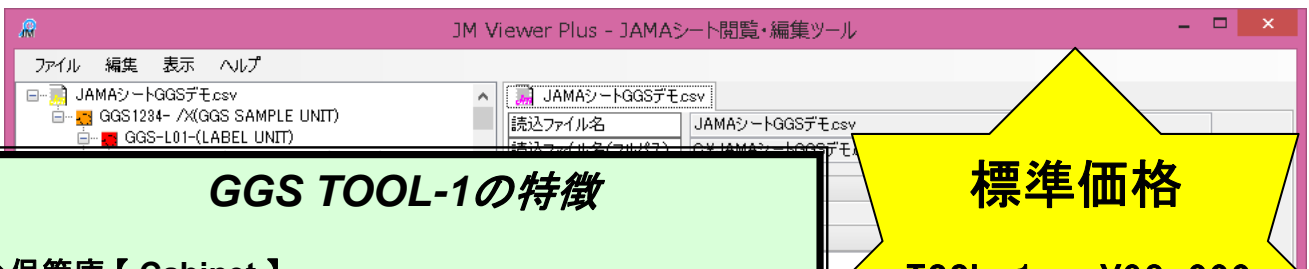 JM Viewer Plus - JAMAシート閲覧・編集ツール
ファイル 編集 表示 ヘルプ
JAMAシートGGSデモ.csv
GGS1234- /X(GGS SAMPLE UNIT)
GGS-L01-(LABEL UNIT)
JAMAシートGGSデモ.csv
読込ファイル名 JAMAシートGGSデモ.csv
GGS TOOL-1の特徴
標準価格